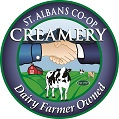 ST. ALBANS CO-OP
CREAMERY
Dairy Farmer Owned